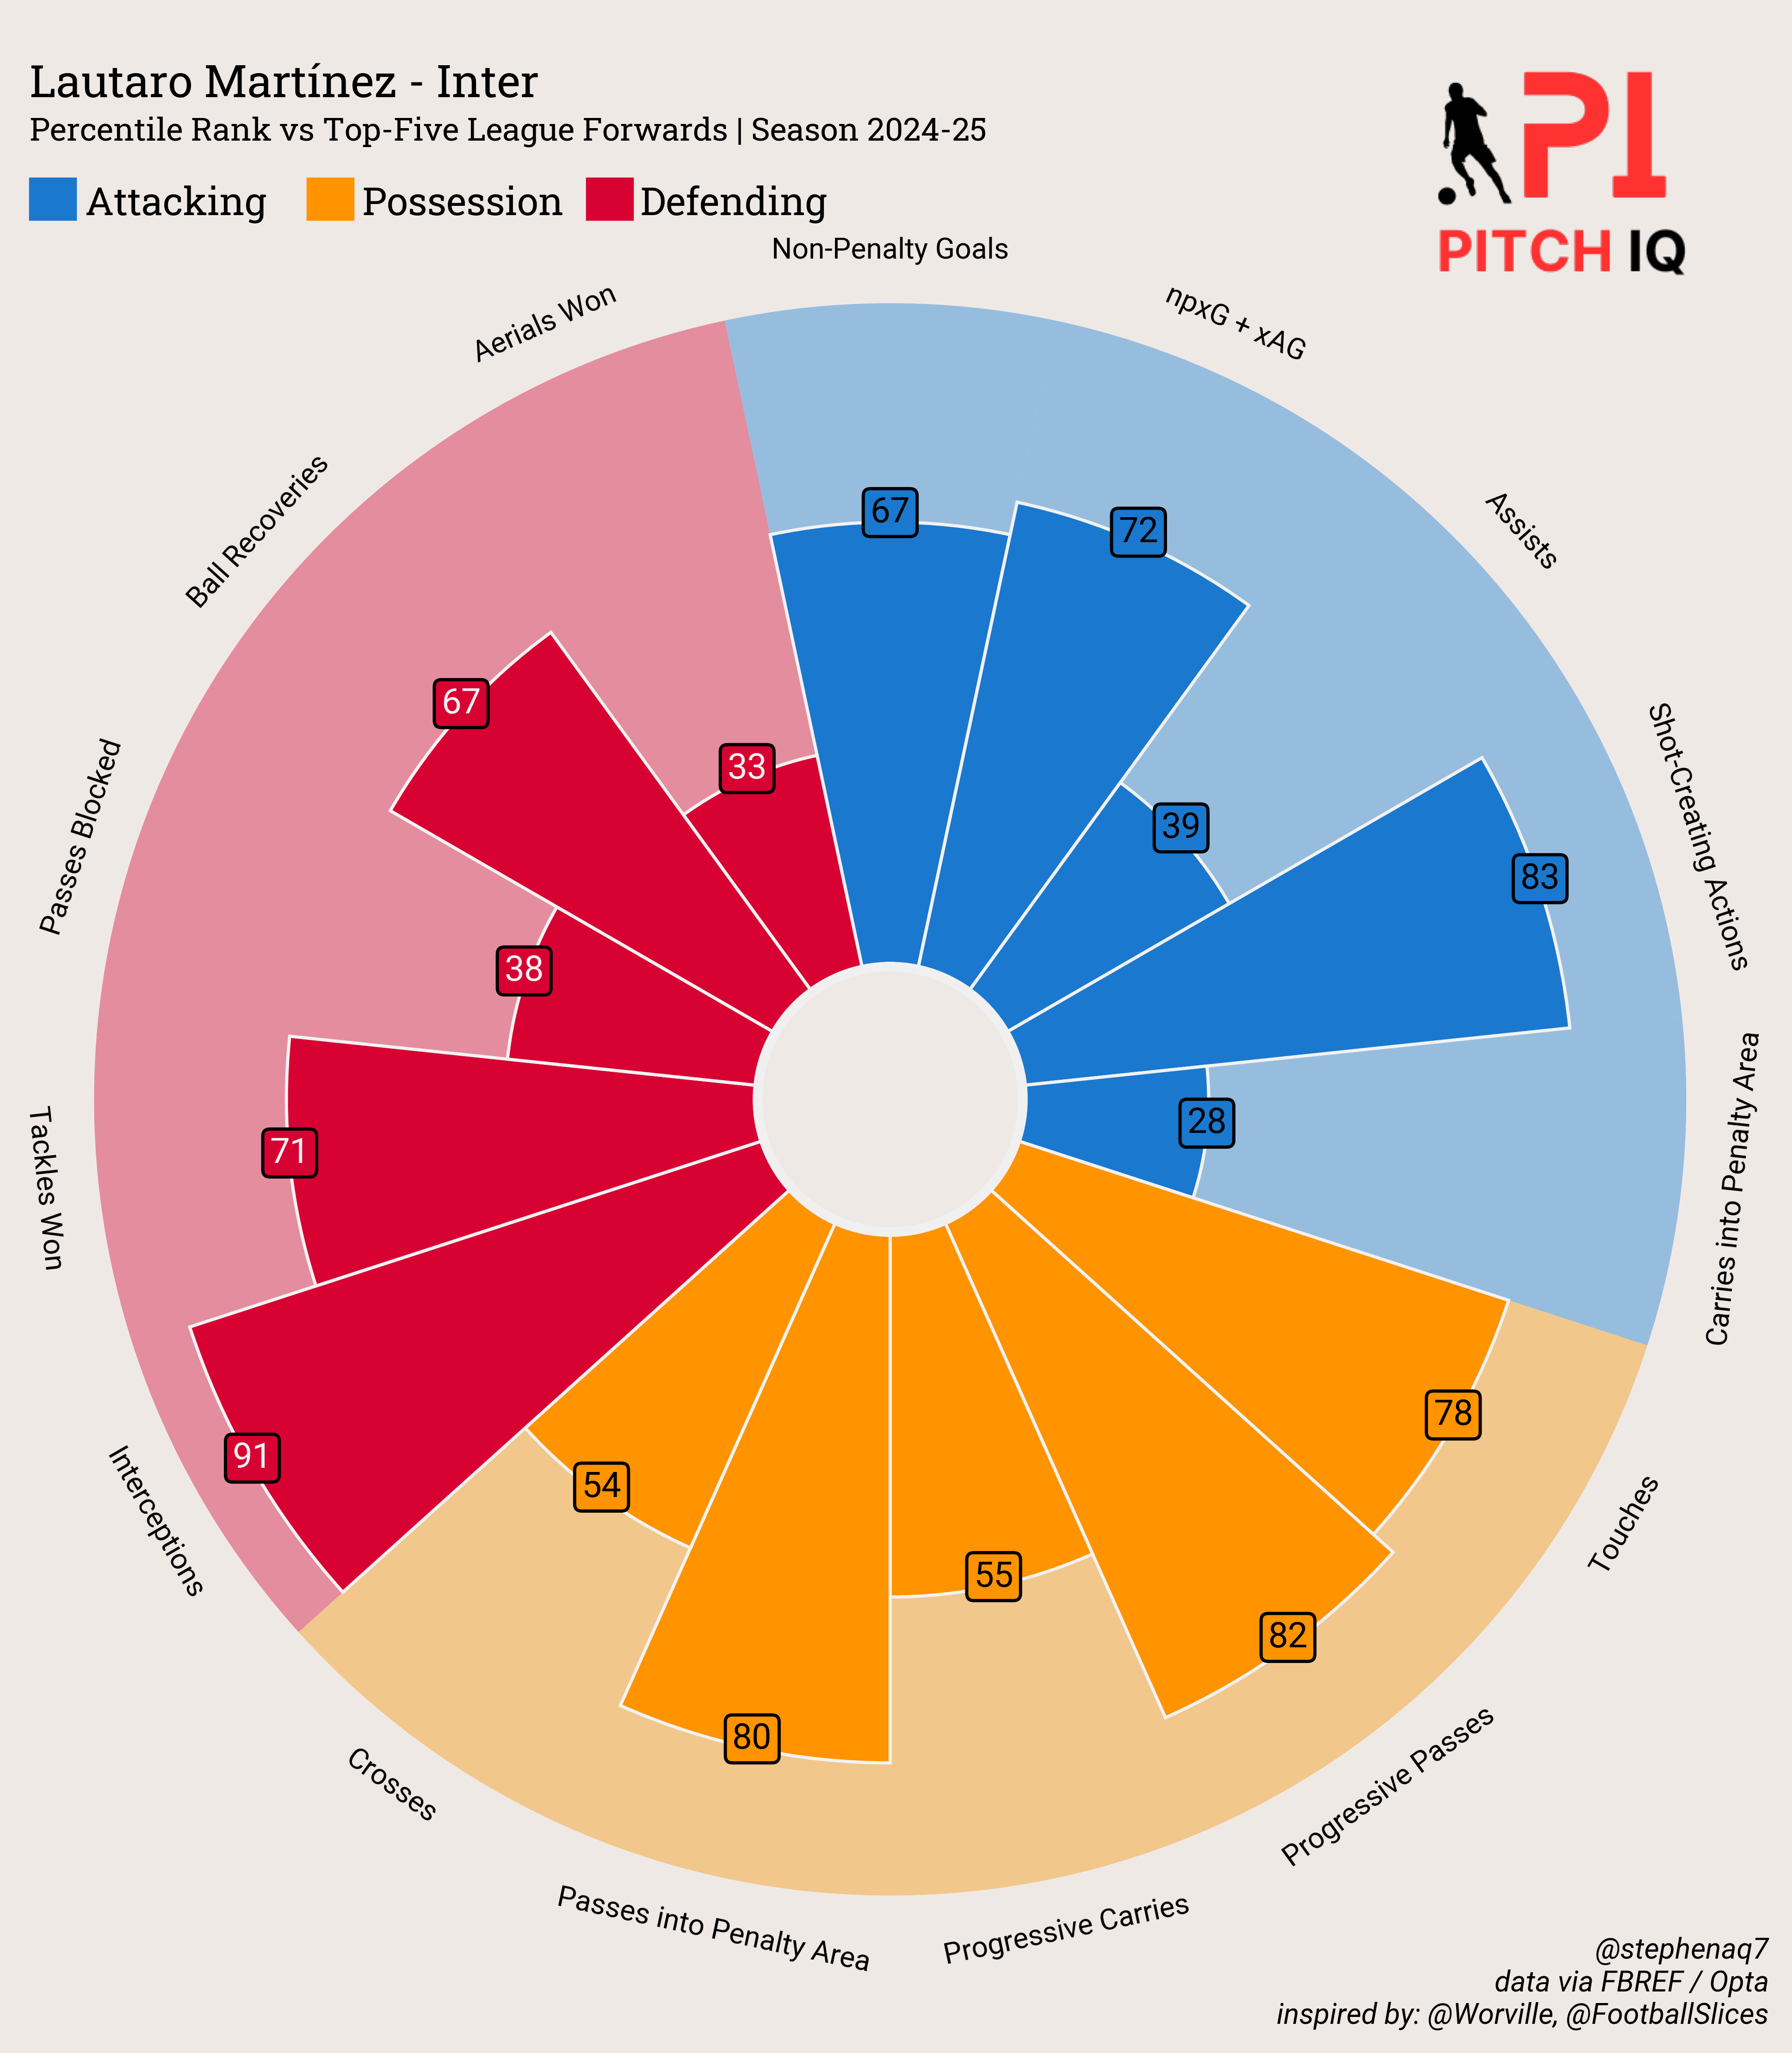 Lautaro Martínez - Inter
Percentile Rank vs Top-Five League Forwards | Season 2024-25
Attacking Possession Defending
PI
PITCH IQ
Non-Penalty Goals
67
npxG + xAG
72
Assists
39
Shot-Creating Actions
83
Carries into Penalty Area
28
Touches
78
Progressive Passes
82
Progressive Carries
55
Passes into Penalty Area
80
Crosses
54
Interceptions
91
Tackles Won
71
Passes Blocked
38
Ball Recoveries
67
Aerials Won
33
@stephenaq7
data via FBREF / Opta
inspired by: @Worville, @FootballSlices